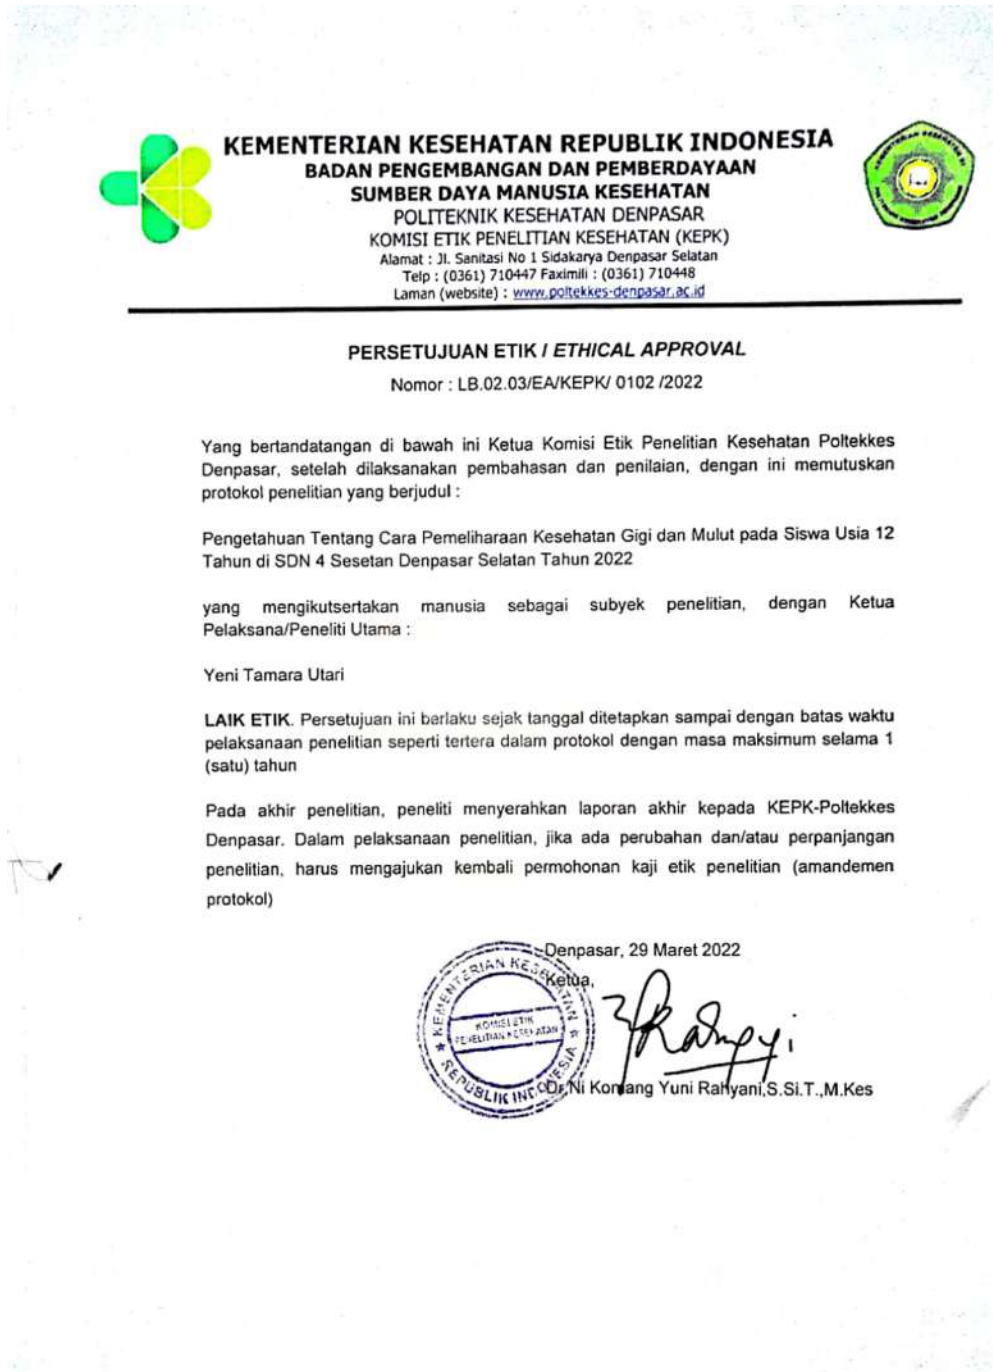 KEMENTERIAN KESEHATAN REPUBLIK INDONESIA
BADAN PENGEMBANGAN DAN PEMBERDAYAAN
SUMBER DAYA MANUSIA KESEHATAN
POLITEKNIK KESEHATAN DENPASAR
KOMISI ETIK PENELITIAN KESEHATAN (KEPK)
Alamat : Jl. Sanitasi No 1 Sidakarya Denpasar Selatan
Telp : (0361) 710447 Faximili : (0361) 710448
Laman (website) : www.poltekkes-denpasar.ac.id
PERSETUJUAN ETIK / ETHICAL APPROVAL
Nomor : LB.02.03/EA/KEPK/ 0102 /2022
Yang bertandatangan di bawah ini Ketua Komisi Etik Penelitian Kesehatan Poltekkes
Denpasar, setelah dilaksanakan pembahasan dan penilaian, dengan ini memutuskan
protokol penelitian yang berjudul :
Pengetahuan Tentang Cara Pemeliharaan Kesehatan Gigi dan Mulut pada Siswa Usia 12
Tahun di SDN 4 Sesetan Denpasar Selatan Tahun 2022
yang mengikutsertakan manusia sebagai subyek penelitian, dengan Ketua
Pelaksana/Peneliti Utama :
Yeni Tamara Utari
LAIK ETIK. Persetujuan ini berlaku sejak tanggal ditetapkan sampai dengan batas waktu
pelaksanaan penelitian seperti tertera dalam protokol dengan masa maksimum selama 1
(satu) tahun
Pada akhir penelitian, peneliti menyerahkan laporan akhir kepada KEPK-Poltekkes
Denpasar. Dalam pelaksanaan penelitian, jika ada perubahan dan/atau perpanjangan
penelitian, harus mengajukan kembali permohonan kaji etik penelitian (amandemen
protokol)
Denpasar, 29 Maret 2022
Ketua,
KEMENTERIAN KESEHATAN
KOMISI ETIK
PENELITIAN KESEHATAN
REPUBLIK INDONESIA
Dr.Ni Komang Yuni Rahyani,S.Si.T.,M.Kes